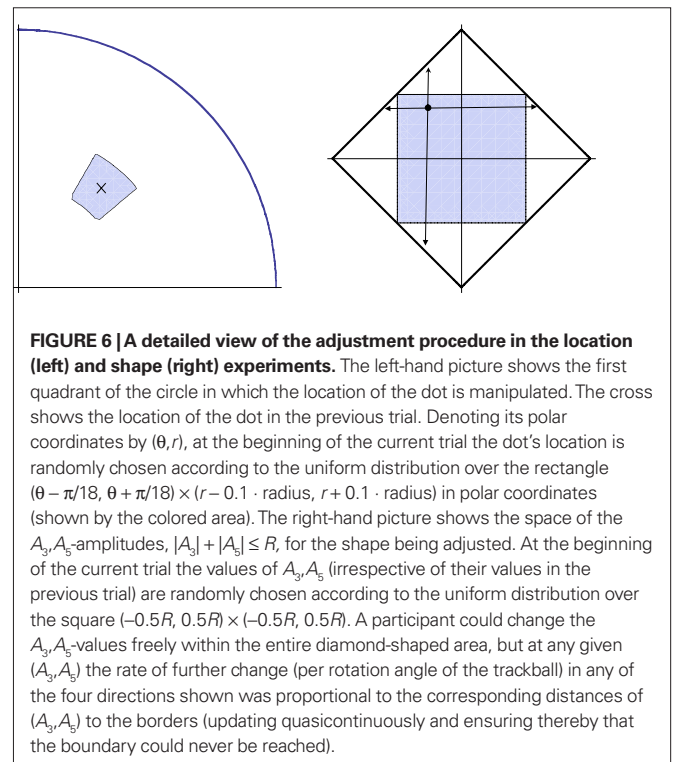 FIGURE 6 | A detailed view of the adjustment procedure in the location
(left) and shape (right) experiments. The left-hand picture shows the first
quadrant of the circle in which the location of the dot is manipulated. The cross
shows the location of the dot in the previous trial. Denoting its polar
coordinates by (θ,r), at the beginning of the current trial the dot's location is
randomly chosen according to the uniform distribution over the rectangle
(θ − π/18, θ + π/18) × (r − 0.1 · radius, r + 0.1 · radius) in polar coordinates
(shown by the colored area). The right-hand picture shows the space of the
A₃,A₅-amplitudes, |A₃| + |A₅| ≤ R, for the shape being adjusted. At the beginning
of the current trial the values of A₃,A₅ (irrespective of their values in the
previous trial) are randomly chosen according to the uniform distribution over
the square (−0.5R, 0.5R) × (−0.5R, 0.5R). A participant could change the
A₃,A₅-values freely within the entire diamond-shaped area, but at any given
(A₃,A₅) the rate of further change (per rotation angle of the trackball) in any of
the four directions shown was proportional to the corresponding distances of
(A₃,A₅) to the borders (updating quasicontinuously and ensuring thereby that
the boundary could never be reached).